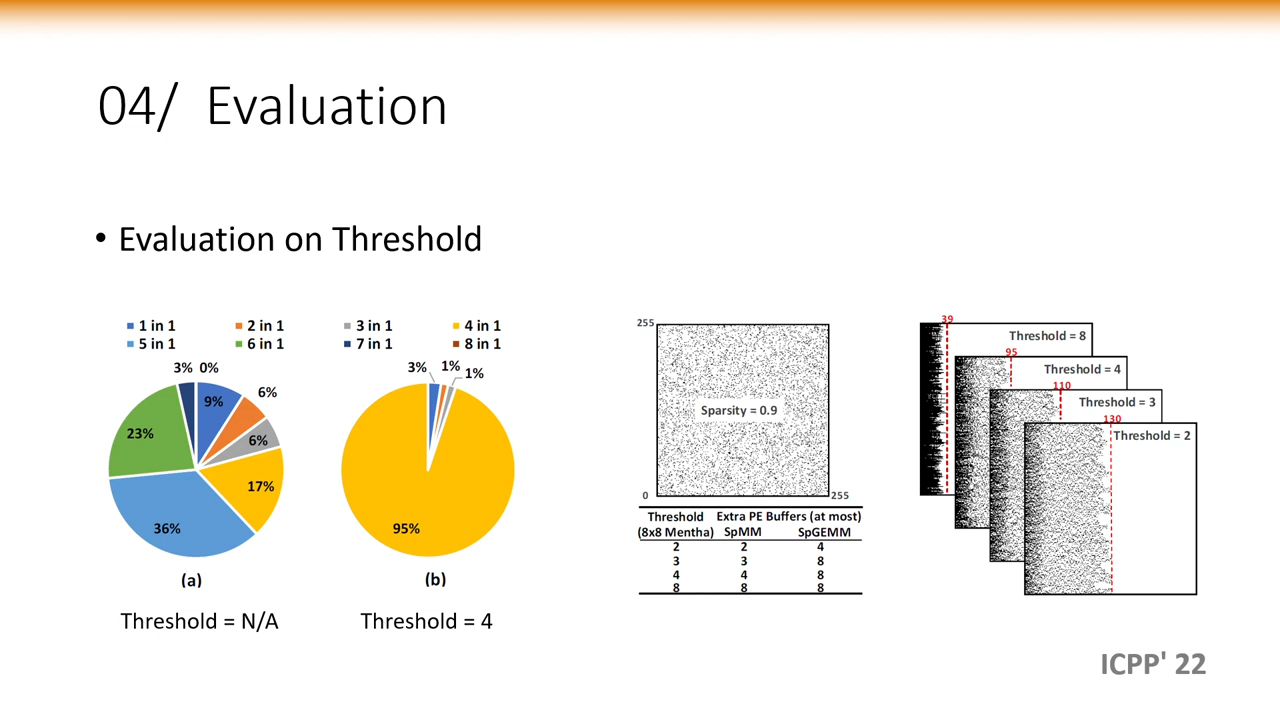 04/ Evaluation
• Evaluation on Threshold
1 in 1 2 in 1 3 in 1 4 in 1
5 in 1 6 in 1 7 in 1 8 in 1
3% 0%
9%
6%
6%
17%
36%
23%
(a)
Threshold = N/A
3% 1% 1%
95%
(b)
Threshold = 4
255
Sparsity = 0.9
0 255
Threshold Extra PE Buffers (at most)
(8x8 Mentha) SpMM SpGEMM
2 2 4
3 3 8
4 4 8
8 8 8
39
Threshold = 8
95
Threshold = 4
110
Threshold = 3
130
Threshold = 2
ICPP' 22